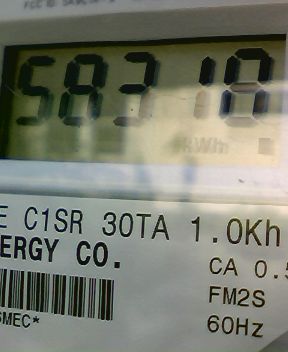 58318
kWh
E C1SR 30TA 1.0Kh
ERGY CO.
CA 0.5
FM2S
60Hz
SMEC*